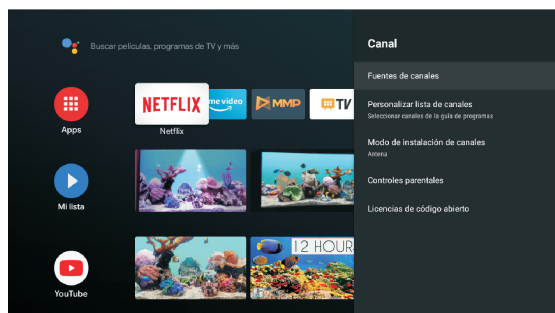 Buscar películas, programas de TV y más
Apps
NETFLIX
me video
MMP
TV
Netflix
Mi lista
12 HOUR
YouTube
Canal
Fuentes de canales
Personalizar lista de canales
Seleccionar canales de la guía de programas
Modo de instalación de canales
Antena
Controles parentales
Licencias de código abierto